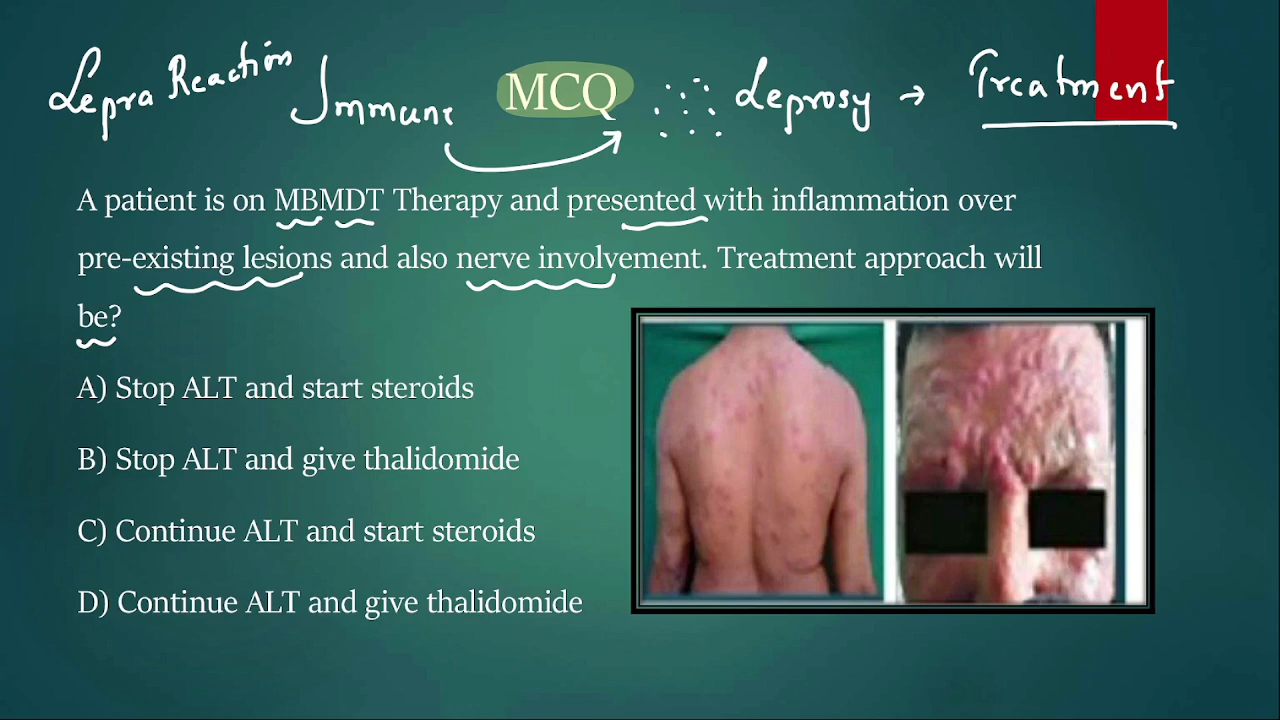 Lepra Reaction Immune MCQ Leprosy → Treatment
A patient is on MBMDT Therapy and presented with inflammation over
pre-existing lesions and also nerve involvement. Treatment approach will
be?
A) Stop ALT and start steroids
B) Stop ALT and give thalidomide
C) Continue ALT and start steroids
D) Continue ALT and give thalidomide